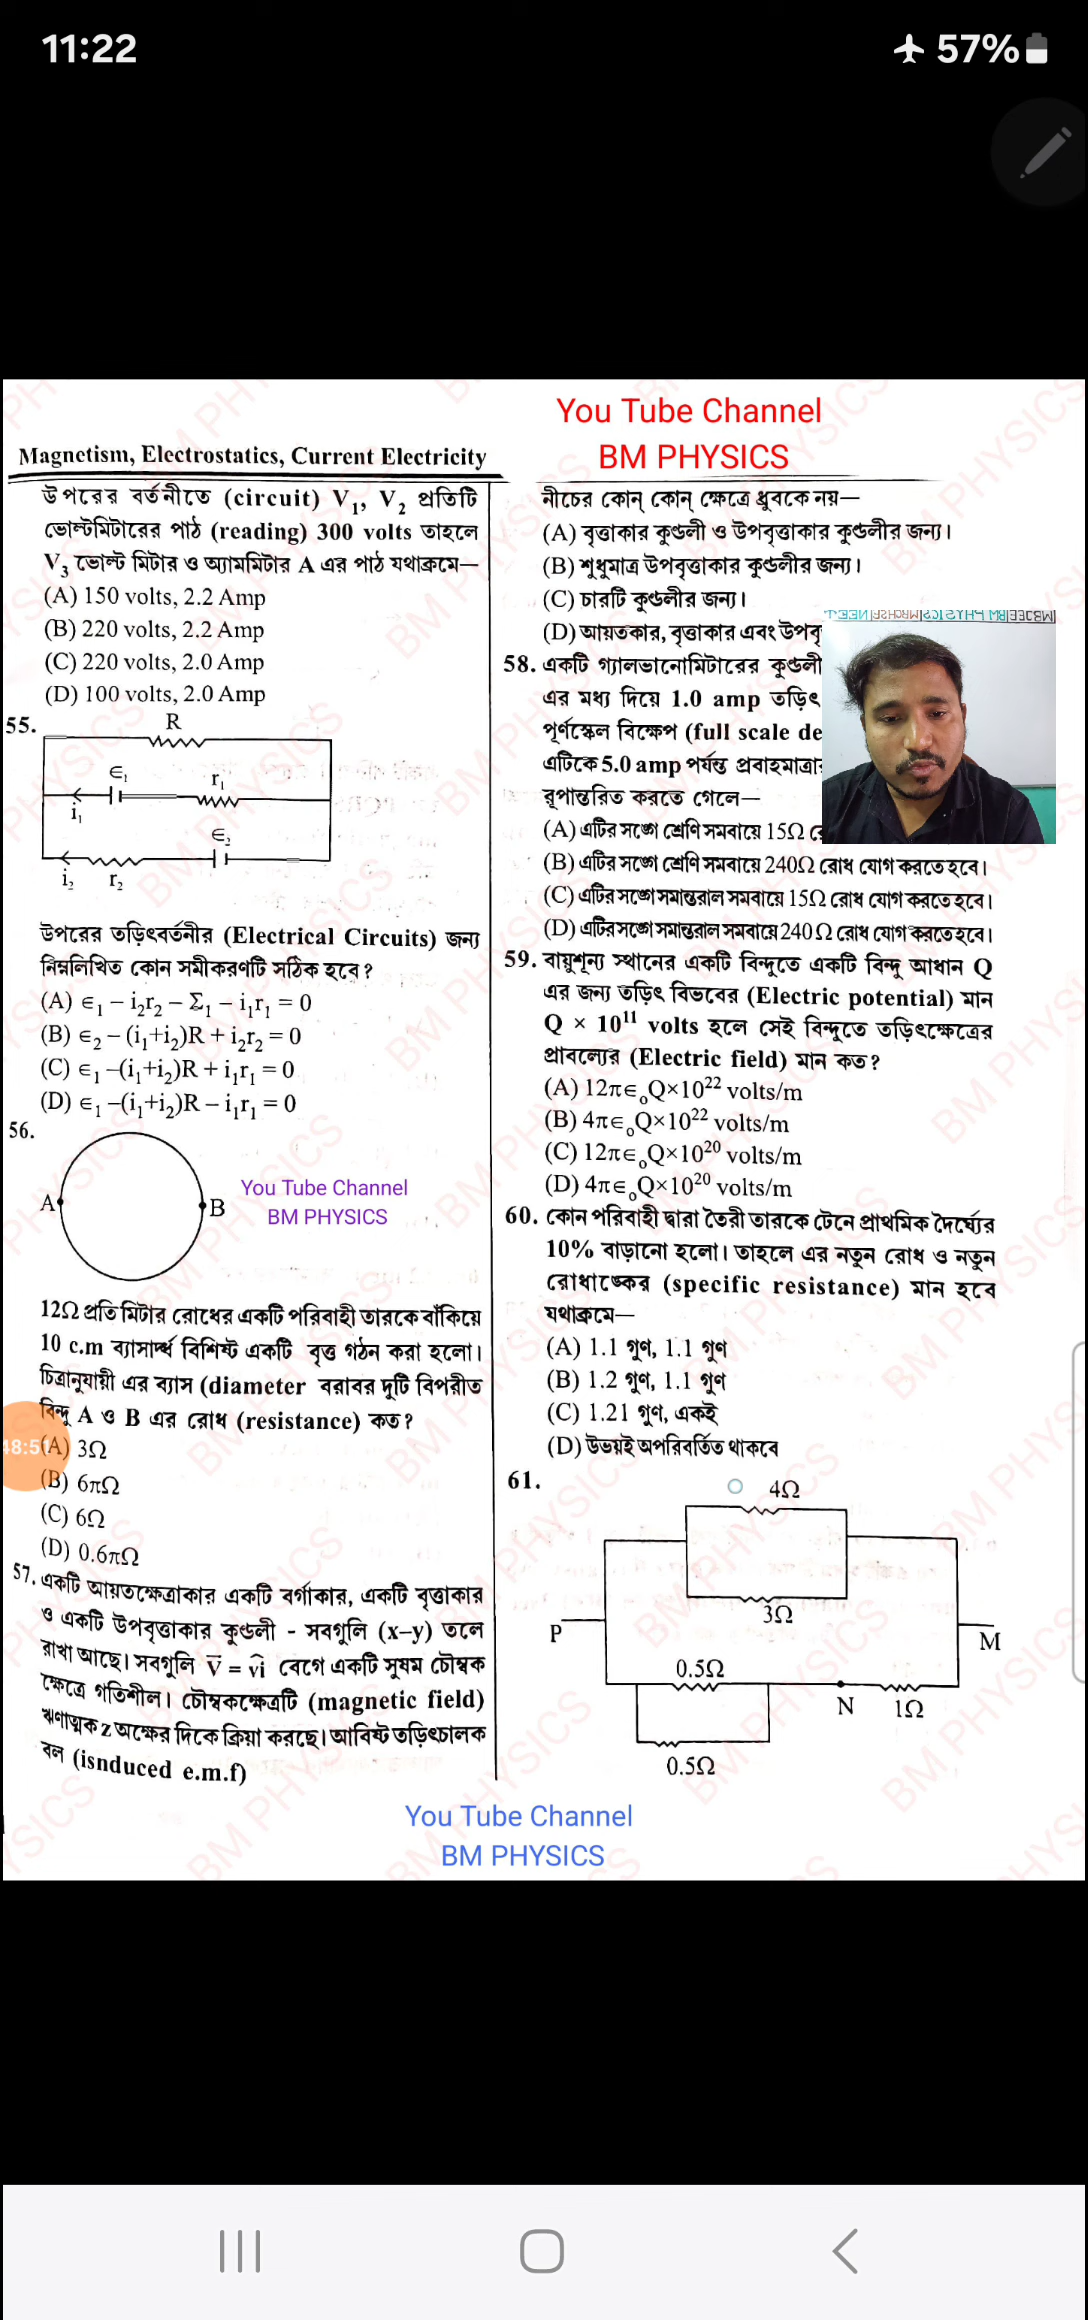 11:22
57%
You Tube Channel
BM PHYSICS
Magnetism, Electrostatics, Current Electricity
উপরের বর্তনীতে (circuit) V₁, V₂ প্রতিটি
ভোল্টমিটারের পাঠ (reading) 300 volts তাহলে
V₃ ভোল্ট মিটার ও অ্যামমিটার A এর পাঠ যথাক্রমে—
(A) 150 volts, 2.2 Amp
(B) 220 volts, 2.2 Amp
(C) 220 volts, 2.0 Amp
(D) 100 volts, 2.0 Amp
55.
R
∈₁
r₁
i₁
∈₂
i₂
r₂
উপরের তড়িৎবর্তনীর (Electrical Circuits) জন্য
নিম্নলিখিত কোন সমীকরণটি সঠিক হবে?
(A) ∈₁ – i₂r₂ – Σ₁ – i₁r₁ = 0
(B) ∈₂ – (i₁+i₂)R + i₂r₂ = 0
(C) ∈₁ –(i₁+i₂)R + i₁r₁ = 0
(D) ∈₁ –(i₁+i₂)R – i₁r₁ = 0
56.
A
B
You Tube Channel
BM PHYSICS
12Ω প্রতি মিটার রোধের একটি পরিবাহী তারকে বাঁকিয়ে
10 c.m ব্যাসার্ধ্ব বিশিষ্ট একটি বৃত্ত গঠন করা হলো।
চিত্রানুযায়ী এর ব্যাস (diameter বরাবর দুটি বিপরীত
বিন্দু A ও B এর রোধ (resistance) কত?
(A) 3Ω
(B) 6πΩ
(C) 6Ω
(D) 0.6πΩ
57. একটি আয়তক্ষেত্রাকার একটি বর্গাকার, একটি বৃত্তাকার
ও একটি উপবৃত্তাকার কুণ্ডলী - সবগুলি (x–y) তলে
রাখা আছে। সবগুলি V⃗ = vî বেগে একটি সুষম চৌম্বক
ক্ষেত্রে গতিশীল। চৌম্বকক্ষেত্রটি (magnetic field)
ঋণাত্মক z অক্ষের দিকে ক্রিয়া করছে। আবিষ্ট তড়িৎচালক
বল (isnduced e.m.f)
নীচের কোন্ কোন্ ক্ষেত্রে ধ্রুবকে নয়—
(A) বৃত্তাকার কুণ্ডলী ও উপবৃত্তাকার কুণ্ডলীর জন্য।
(B) শুধুমাত্র উপবৃত্তাকার কুণ্ডলীর জন্য।
(C) চারটি কুণ্ডলীর জন্য।
(D) আয়তকার, বৃত্তাকার এবং উপবৃ
58. একটি গ্যালভানোমিটারের কুণ্ডলী
এর মধ্য দিয়ে 1.0 amp তড়িৎ
পূর্ণস্কেল বিক্ষেপ (full scale de
এটিকে 5.0 amp পর্যন্ত প্রবাহমাত্রা
রূপান্তরিত করতে গেলে—
(A) এটির সঙ্গে শ্রেণি সমবায়ে 15Ω রো
(B) এটির সঙ্গে শ্রেণি সমবায়ে 240Ω রোধ যোগ করতে হবে।
(C) এটির সঙ্গে সমান্তরাল সমবায়ে 15Ω রোধ যোগ করতে হবে।
(D) এটির সঙ্গে সমান্তরাল সমবায়ে 240 Ω রোধ যোগ করতে হবে।
59. বায়ুশূন্য স্থানের একটি বিন্দুতে একটি বিন্দু আধান Q
এর জন্য তড়িৎ বিভবের (Electric potential) মান
Q × 10¹¹ volts হলে সেই বিন্দুতে তড়িৎক্ষেত্রের
প্রাবল্যের (Electric field) মান কত?
(A) 12π∈₀Q×10²² volts/m
(B) 4π∈₀Q×10²² volts/m
(C) 12π∈₀Q×10²⁰ volts/m
(D) 4π∈₀Q×10²⁰ volts/m
60. কোন পরিবাহী দ্বারা তৈরী তারকে টেনে প্রাথমিক দৈর্ঘ্যের
10% বাড়ানো হলো। তাহলে এর নতুন রোধ ও নতুন
রোধাঙ্কের (specific resistance) মান হবে
যথাক্রমে—
(A) 1.1 গুণ, 1.1 গুণ
(B) 1.2 গুণ, 1.1 গুণ
(C) 1.21 গুণ, একই
(D) উভয়ই অপরিবর্তিত থাকবে
61.
4Ω
3Ω
P
M
0.5Ω
N
1Ω
0.5Ω
You Tube Channel
BM PHYSICS